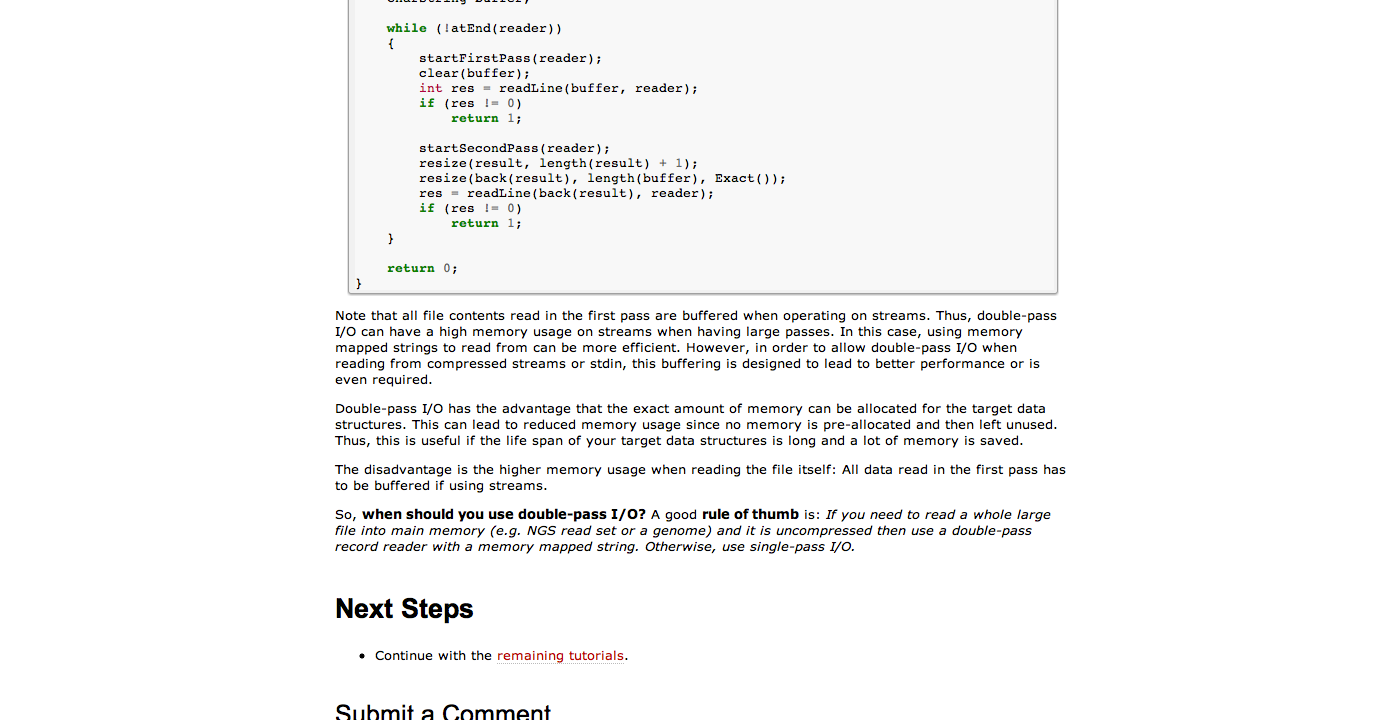 while (!atEnd(reader))
{
startFirstPass(reader);
clear(buffer);
int res = readLine(buffer, reader);
if (res != 0)
return 1;
startSecondPass(reader);
resize(result, length(result) + 1);
resize(back(result), length(buffer), Exact());
res = readLine(back(result), reader);
if (res != 0)
return 1;
}
return 0;
}
Note that all file contents read in the first pass are buffered when operating on streams. Thus, double-pass
I/O can have a high memory usage on streams when having large passes. In this case, using memory
mapped strings to read from can be more efficient. However, in order to allow double-pass I/O when
reading from compressed streams or stdin, this buffering is designed to lead to better performance or is
even required.
Double-pass I/O has the advantage that the exact amount of memory can be allocated for the target data
structures. This can lead to reduced memory usage since no memory is pre-allocated and then left unused.
Thus, this is useful if the life span of your target data structures is long and a lot of memory is saved.
The disadvantage is the higher memory usage when reading the file itself: All data read in the first pass has
to be buffered if using streams.
So, when should you use double-pass I/O? A good rule of thumb is: If you need to read a whole large
file into main memory (e.g. NGS read set or a genome) and it is uncompressed then use a double-pass
record reader with a memory mapped string. Otherwise, use single-pass I/O.
Next Steps
• Continue with the remaining tutorials.
Submit a Comment